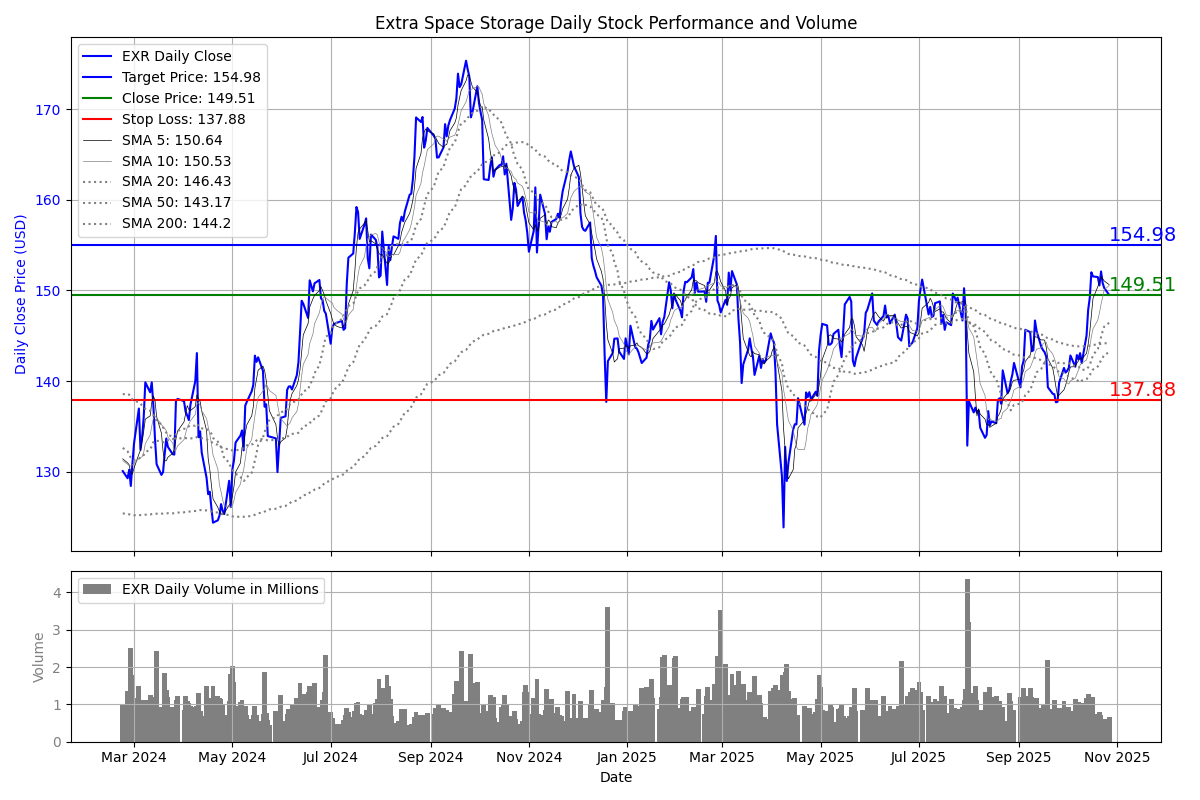 Extra Space Storage Daily Stock Performance and Volume
EXR Daily Close
Target Price: 154.98
Close Price: 149.51
Stop Loss: 137.88
SMA 5: 150.64
SMA 10: 150.53
SMA 20: 146.43
SMA 50: 143.17
SMA 200: 144.2
170
160
150
140
130
Daily Close Price (USD)
154.98
149.51
137.88
EXR Daily Volume in Millions
4
3
2
1
0
Volume
Mar 2024
May 2024
Jul 2024
Sep 2024
Nov 2024
Jan 2025
Mar 2025
May 2025
Jul 2025
Sep 2025
Nov 2025
Date